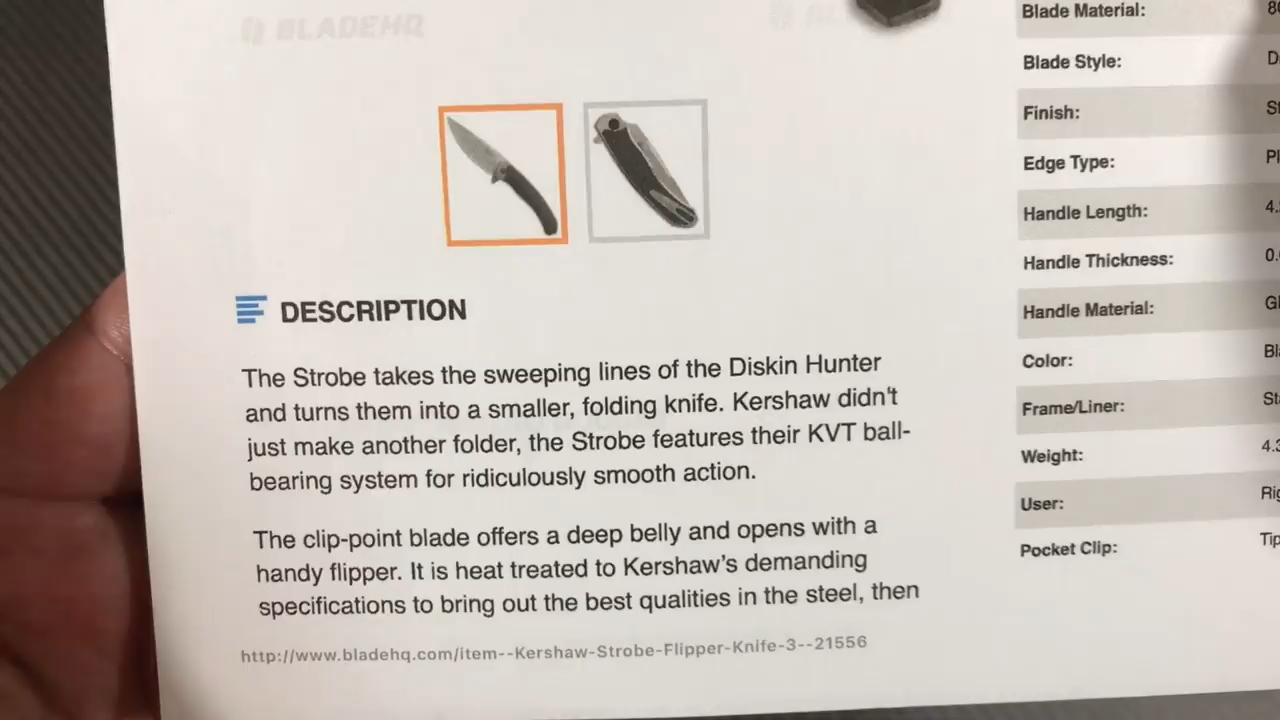 BLADEHQ
DESCRIPTION
The Strobe takes the sweeping lines of the Diskin Hunter
and turns them into a smaller, folding knife. Kershaw didn't
just make another folder, the Strobe features their KVT ball-
bearing system for ridiculously smooth action.
The clip-point blade offers a deep belly and opens with a
handy flipper. It is heat treated to Kershaw's demanding
specifications to bring out the best qualities in the steel, then
http://www.bladehq.com/item--Kershaw-Strobe-Flipper-Knife-3--21556
Blade Material:
Blade Style:
Finish:
Edge Type:
Handle Length:
Handle Thickness:
Handle Material:
Color:
Frame/Liner:
Weight:
User:
Pocket Clip: